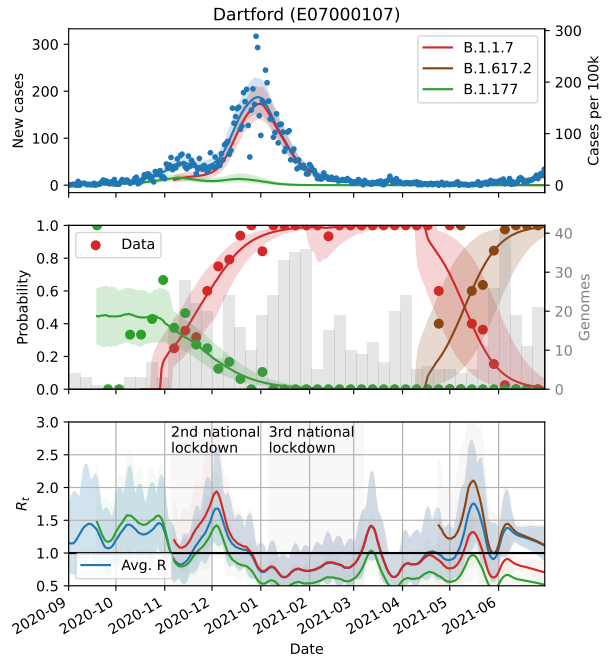 Dartford (E07000107)
300
200
100
0
New cases
B.1.1.7
B.1.617.2
B.1.177
300
200
100
0
Cases per 100k
1.0
0.8
0.6
0.4
0.2
0.0
Probability
Data
40
30
20
10
0
Genomes
3.0
2.5
2.0
1.5
1.0
0.5
Rt
2nd national
lockdown
3rd national
lockdown
Avg. R
2020-09
2020-10
2020-11
2020-12
2021-01
2021-02
2021-03
2021-04
2021-05
2021-06
Date